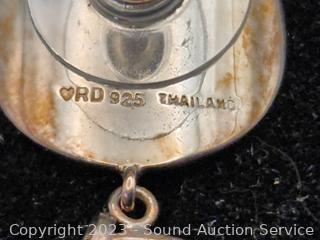 ♡RD 925 THAILAND
Copyright 2023 - Sound Auction Service